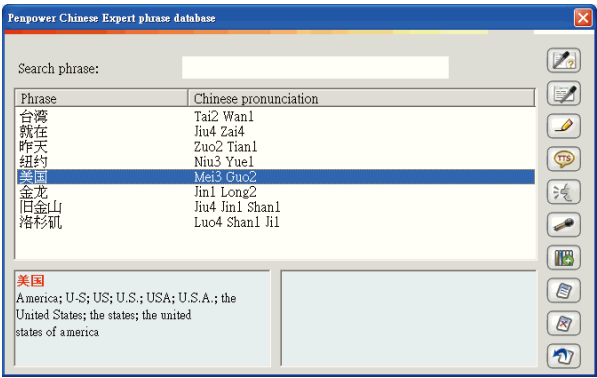 Penpower Chinese Expert phrase database
Search phrase:
Phrase Chinese pronunciation
台湾 Tai2 Wan1
就在 Jiu4 Zai4
昨天 Zuo2 Tian1
纽约 Niu3 Yue1
美国 Mei3 Guo2
金龙 Jin1 Long2
旧金山 Jiu4 Jin1 Shan1
洛杉矶 Luo4 Shan1 Ji1
美国
America; U-S; US; U.S.; USA; U.S.A.; the
United States; the states; the united
states of america
TTS